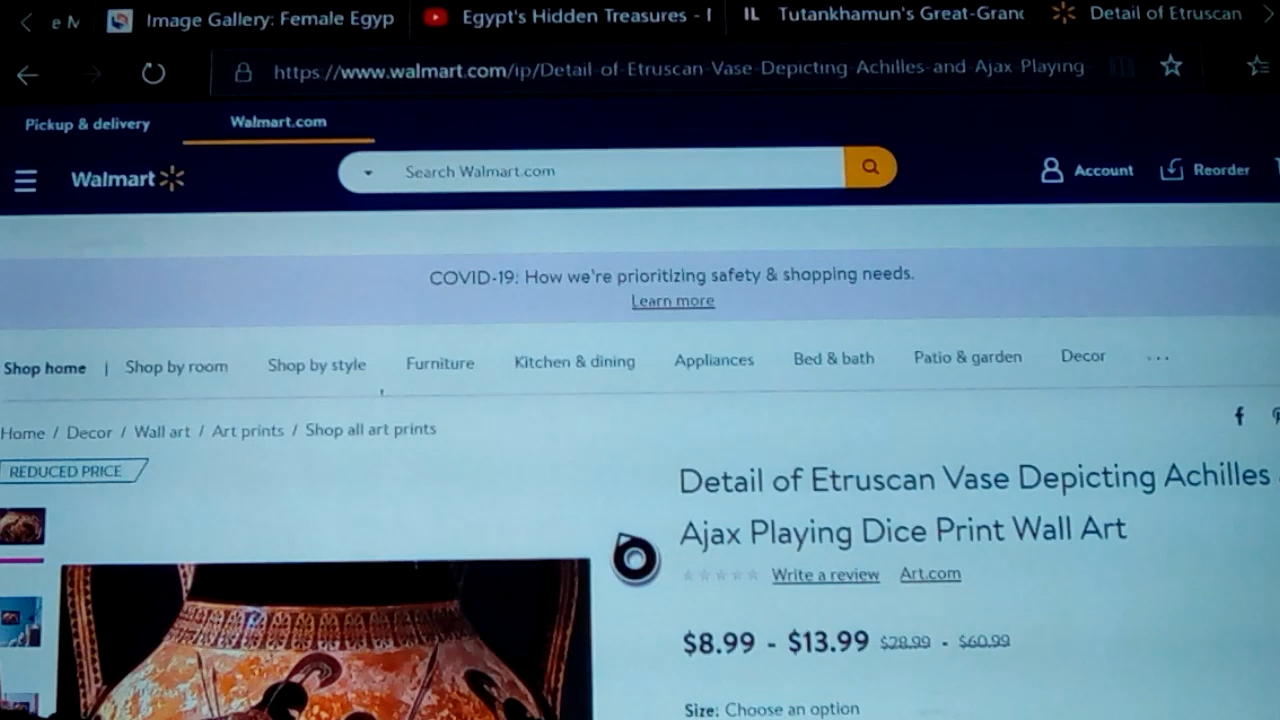 e M
Image Gallery: Female Egyp
Egypt's Hidden Treasures -
IL Tutankhamun's Great-Gran
Detail of Etruscan
https://www.walmart.com/ip/Detail-of-Etruscan-Vase-Depicting-Achilles-and-Ajax-Playing
Pickup & delivery
Walmart.com
Walmart
Search Walmart.com
Account
Reorder
COVID-19: How we're prioritizing safety & shopping needs.
Learn more
Shop home | Shop by room Shop by style Furniture Kitchen & dining Appliances Bed & bath Patio & garden Decor ...
Home / Decor / Wall art / Art prints / Shop all art prints
f
REDUCED PRICE
Detail of Etruscan Vase Depicting Achilles
Ajax Playing Dice Print Wall Art
Write a review Art.com
$8.99 - $13.99 $28.99 - $60.99
Size: Choose an option